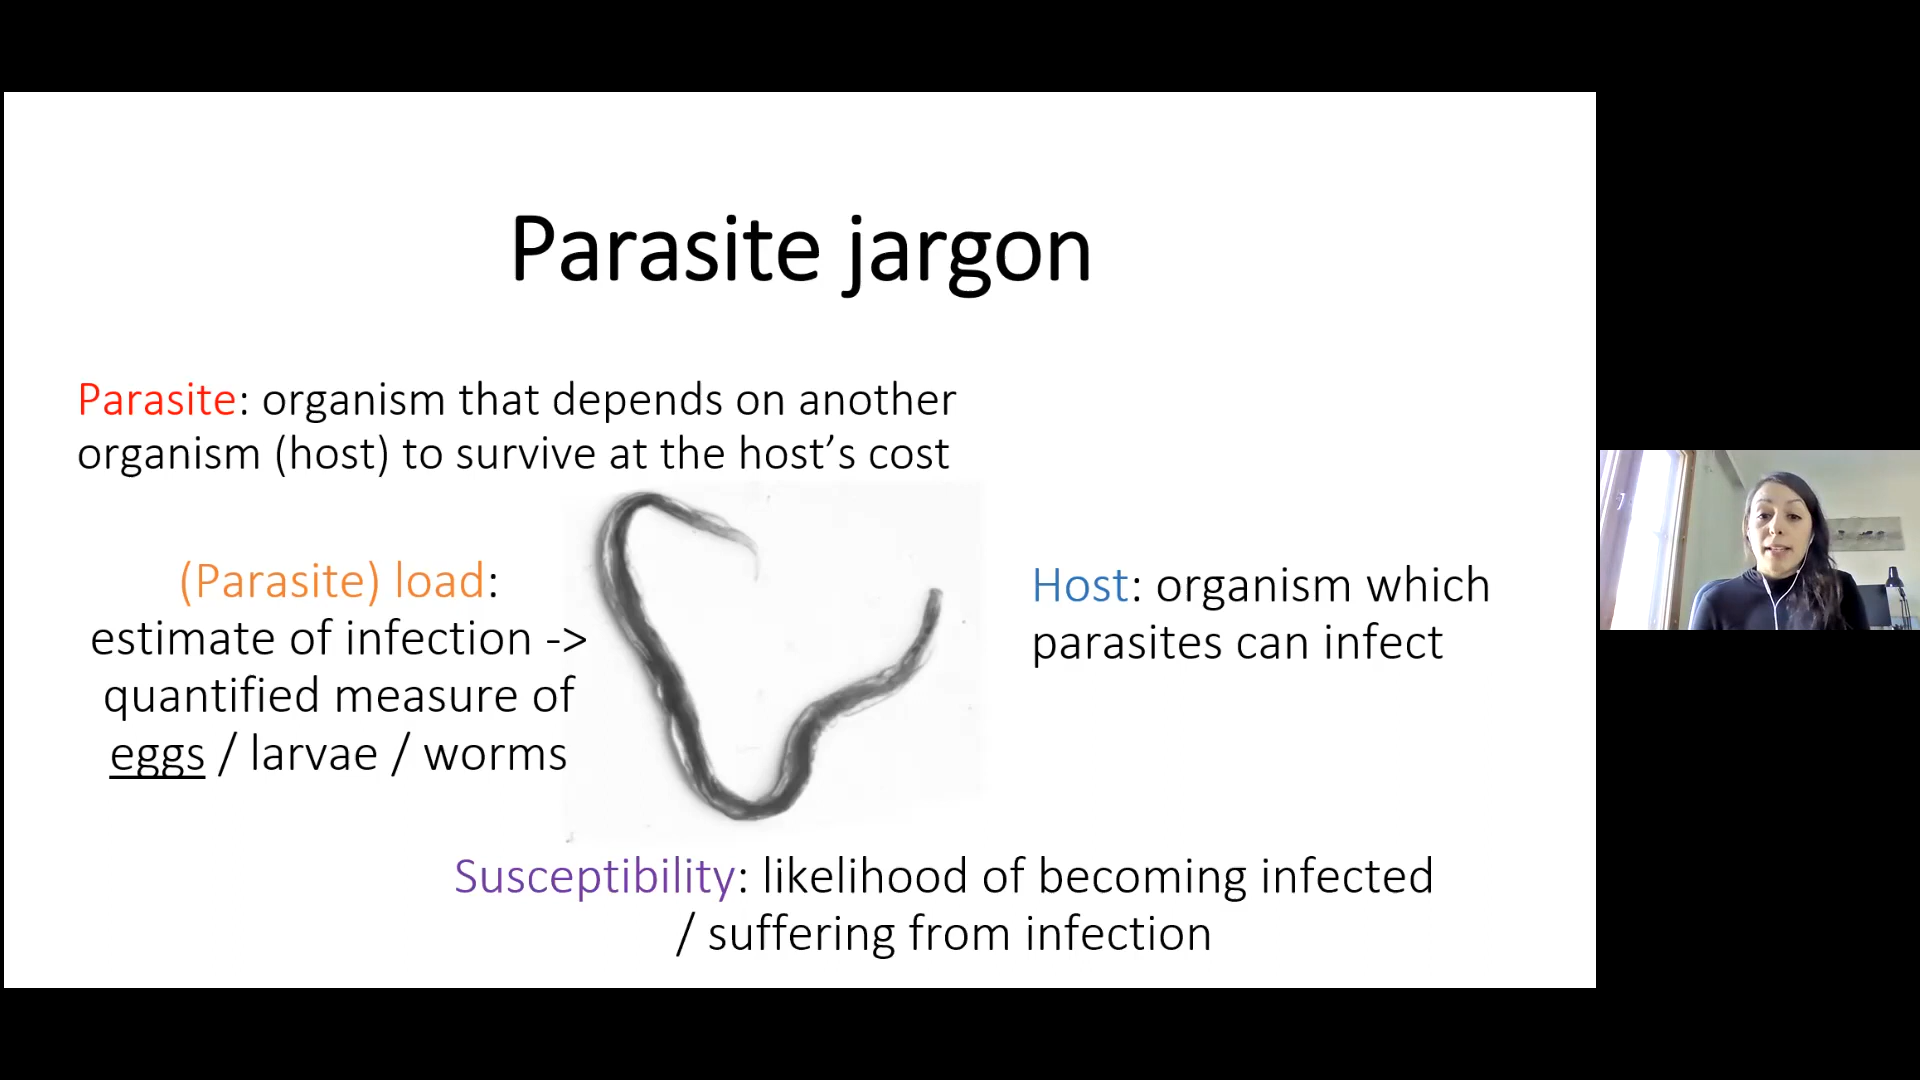 Parasite jargon
Parasite: organism that depends on another
organism (host) to survive at the host’s cost
(Parasite) load:
estimate of infection ->
quantified measure of
eggs / larvae / worms
Host: organism which
parasites can infect
Susceptibility: likelihood of becoming infected
/ suffering from infection